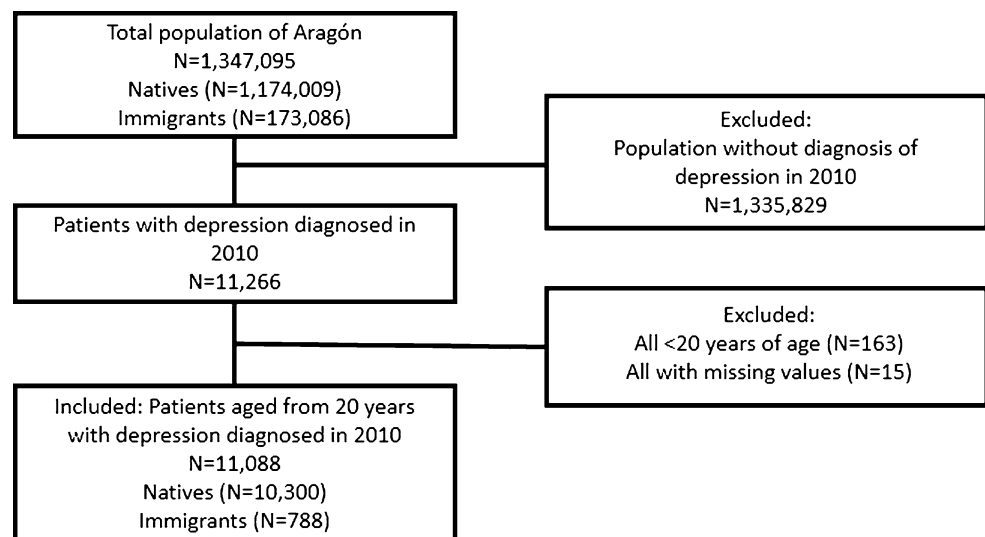 Total population of Aragón
N=1,347,095
Natives (N=1,174,009)
Immigrants (N=173,086)
Excluded:
Population without diagnosis of
depression in 2010
N=1,335,829
Patients with depression diagnosed in
2010
N=11,266
Excluded:
All <20 years of age (N=163)
All with missing values (N=15)
Included: Patients aged from 20 years
with depression diagnosed in 2010
N=11,088
Natives (N=10,300)
Immigrants (N=788)